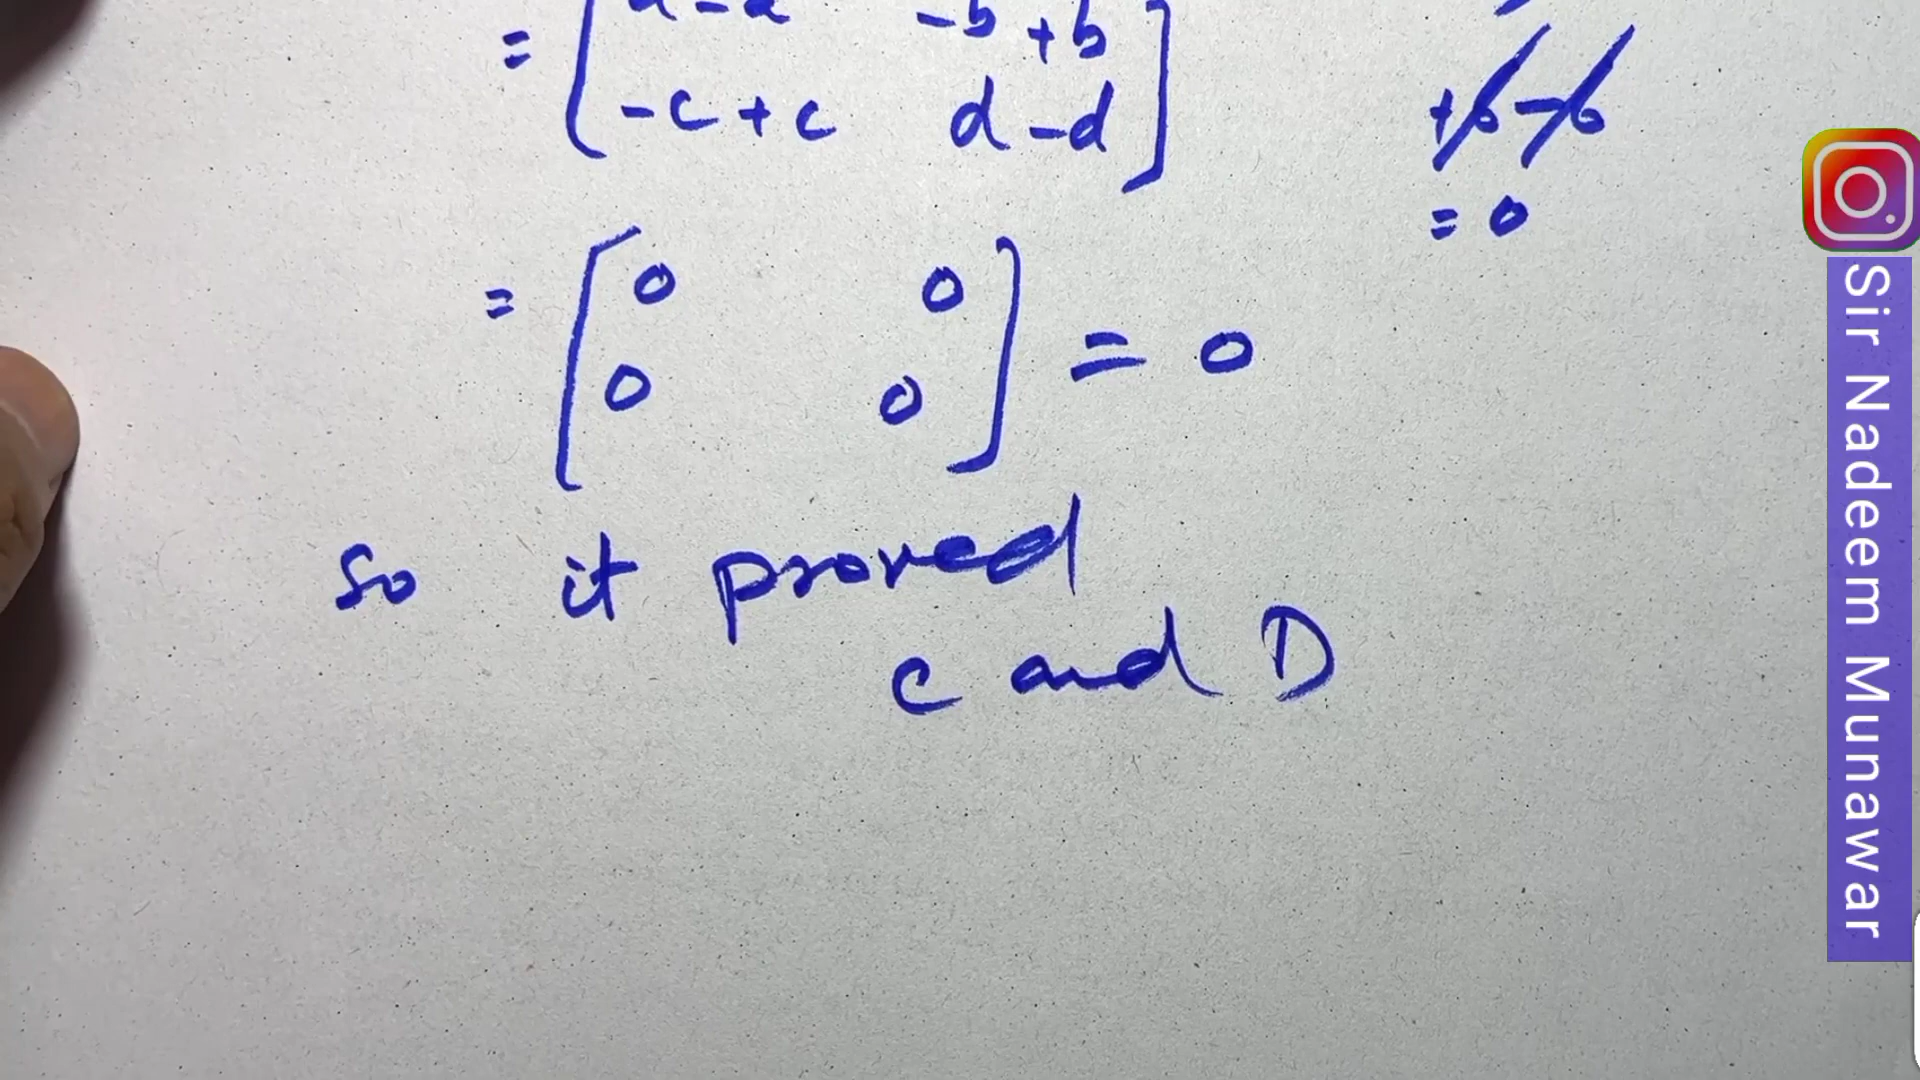 = [ a-a -b+b
-c+c d-d ]
+b-b
= 0
= [ 0 0
0 0 ] = 0
so it proved
C and D
Sir Nadeem Munawar